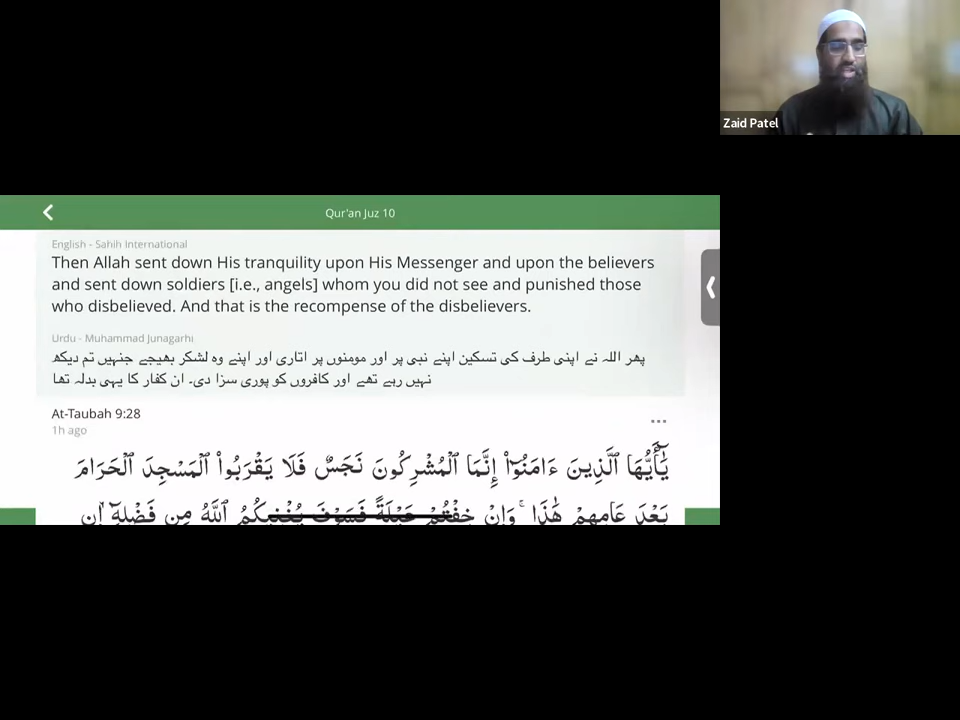 Zaid Patel
Qur'an Juz 10
English - Sahih International
Then Allah sent down His tranquility upon His Messenger and upon the believers
and sent down soldiers [i.e., angels] whom you did not see and punished those
who disbelieved. And that is the recompense of the disbelievers.
Urdu - Muhammad Junagarhi
پھر اللہ نے اپنی طرف کی تسکین اپنے نبی پر اور مومنوں پر اتاری اور اپنے وه لشکر بھیجے جنہیں تم دیکھ
نہیں رہے تھے اور کافروں کو پوری سزا دی۔ ان کفار کا یہی بدلہ تھا
At-Taubah 9:28
1h ago
يَٰٓأَيُّهَا ٱلَّذِينَ ءَامَنُوٓا۟ إِنَّمَا ٱلْمُشْرِكُونَ نَجَسٌ فَلَا يَقْرَبُوا۟ ٱلْمَسْجِدَ ٱلْحَرَامَ
بَعْدَ عَامِهِمْ هَٰذَا ۚ وَإِنْ خِفْتُمْ عَيْلَةً فَسَوْفَ يُغْنِيكُمُ ٱللَّهُ مِن فَضْلِهِۦٓ إِن